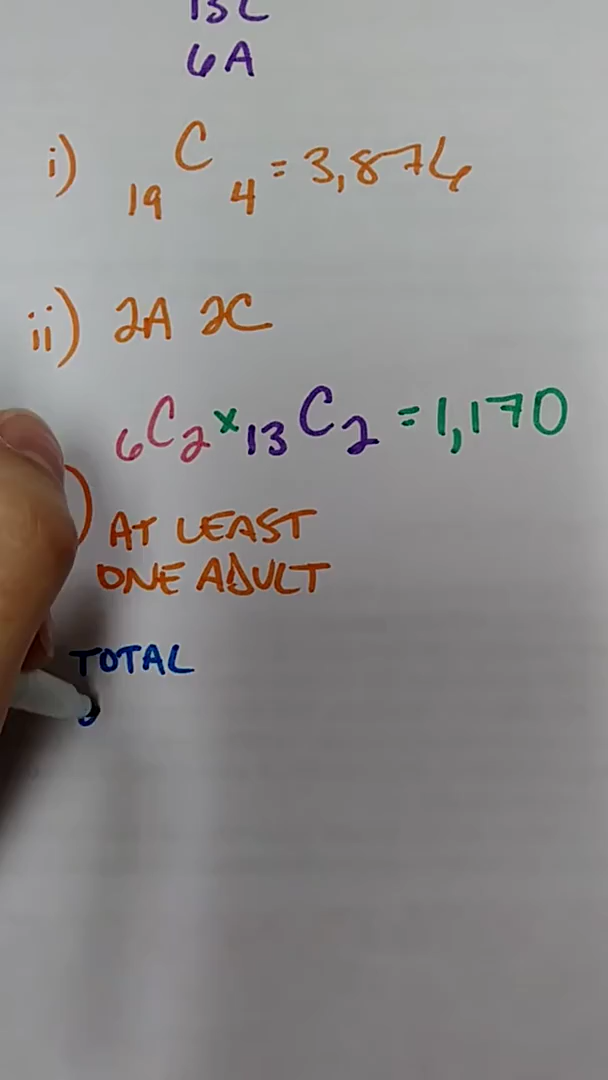 13C
6A
i) 19C4 = 3,876
ii) 2A 2C
6C2 x 13C2 = 1,170
) AT LEAST
ONE ADULT
TOTAL